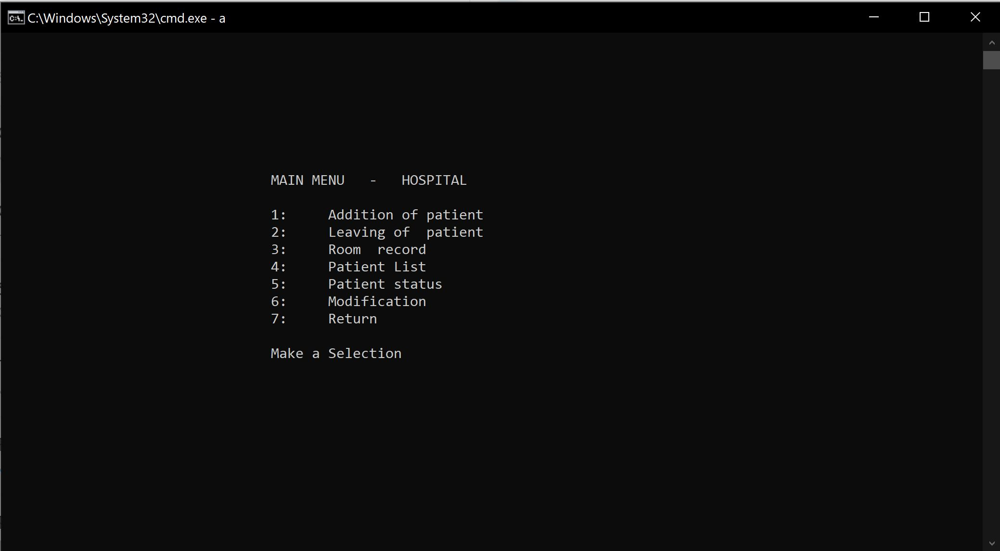 C:\Windows\System32\cmd.exe - a
MAIN MENU   -   HOSPITAL
1:     Addition of patient
2:     Leaving of  patient
3:     Room  record
4:     Patient List
5:     Patient status
6:     Modification
7:     Return
Make a Selection